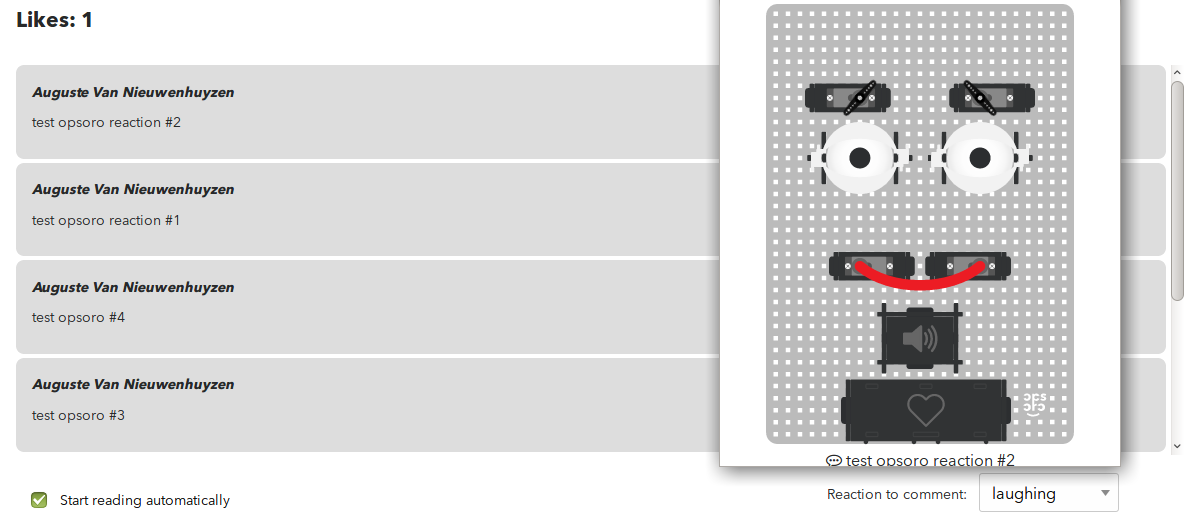 Likes: 1
Auguste Van Nieuwenhuyzen
test opsoro reaction #2
Auguste Van Nieuwenhuyzen
test opsoro reaction #1
Auguste Van Nieuwenhuyzen
test opsoro #4
Auguste Van Nieuwenhuyzen
test opsoro #3
test opsoro reaction #2
Start reading automatically
Reaction to comment: laughing